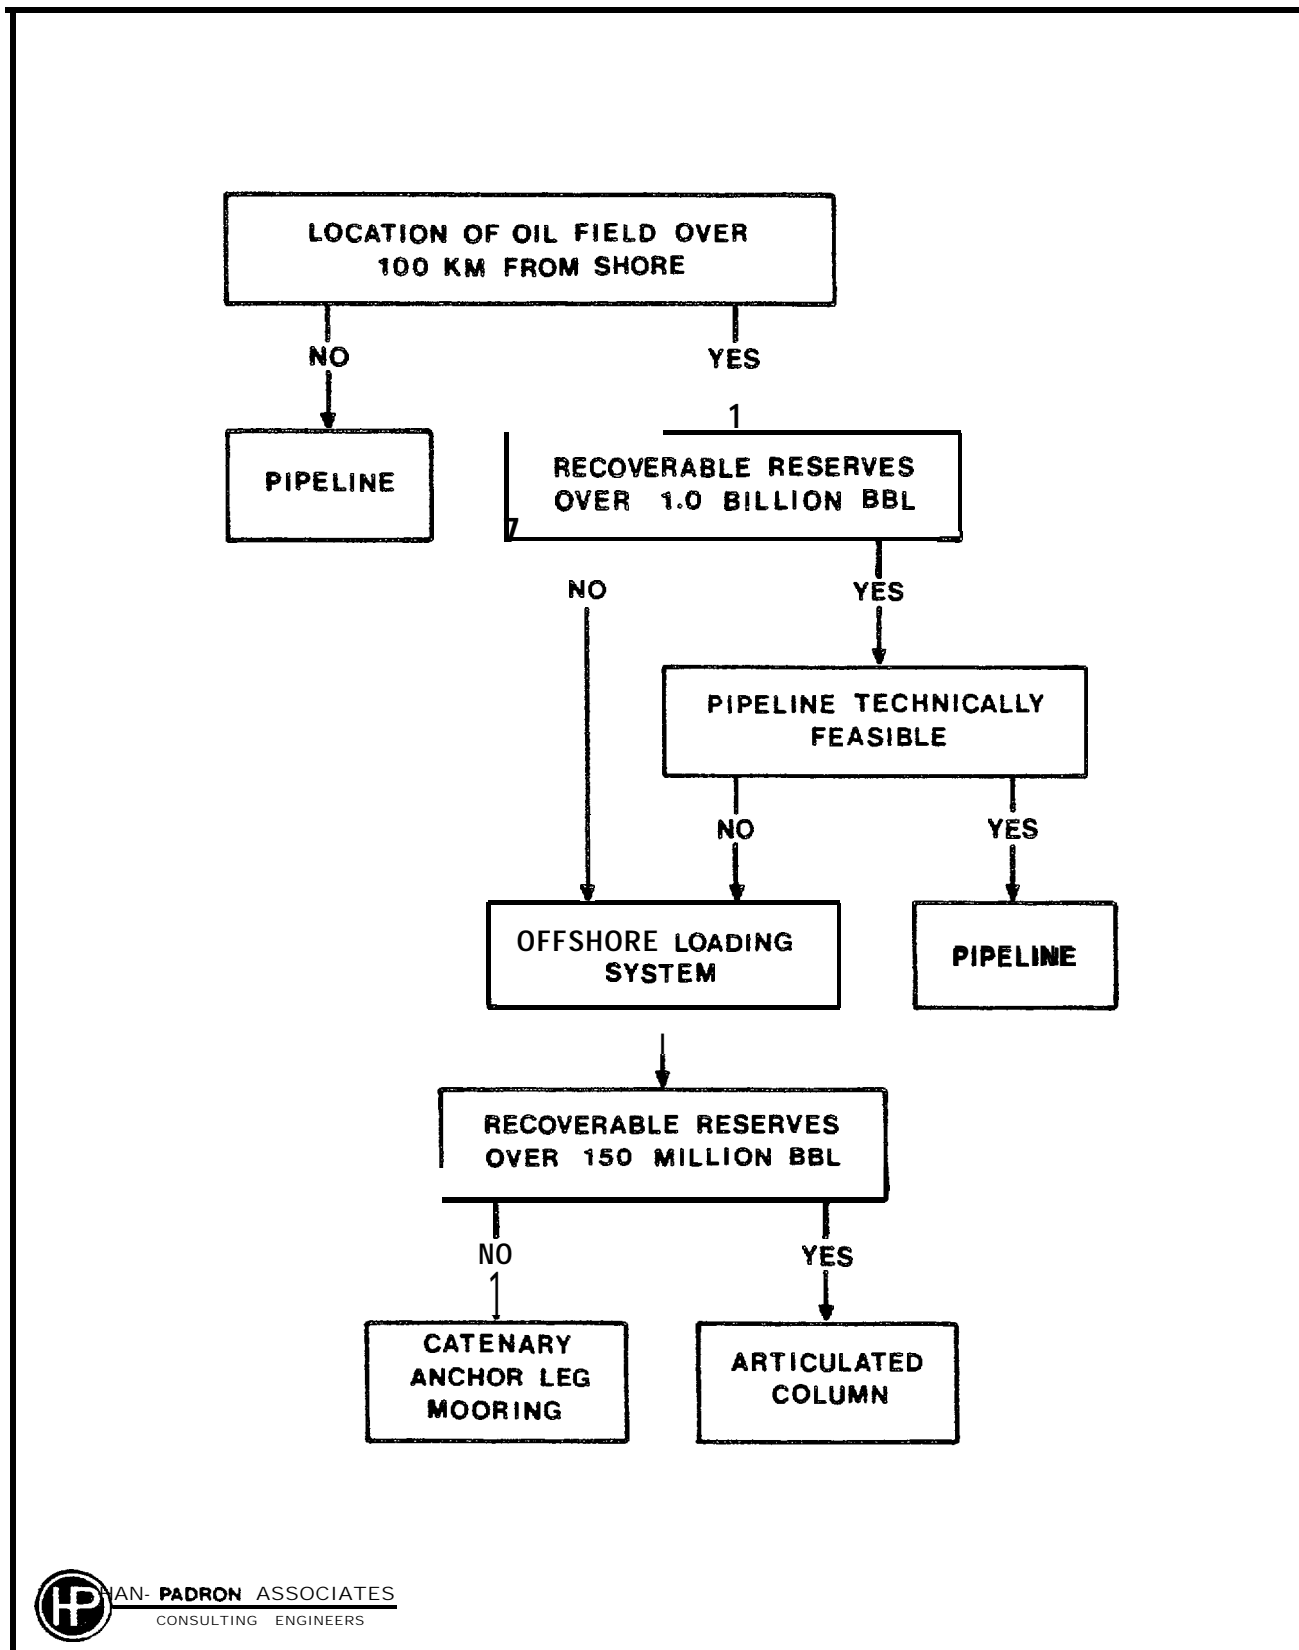 LOCATION OF OIL FIELD OVER
100 KM FROM SHORE
NO
YES
PIPELINE
RECOVERABLE RESERVES
OVER 1.0 BILLION BBL
NO
YES
PIPELINE TECHNICALLY
FEASIBLE
NO
YES
OFFSHORE LOADING
SYSTEM
PIPELINE
RECOVERABLE RESERVES
OVER 150 MILLION BBL
NO
YES
CATENARY
ANCHOR LEG
MOORING
ARTICULATED
COLUMN
HP
HAN- PADRON ASSOCIATES
CONSULTING ENGINEERS